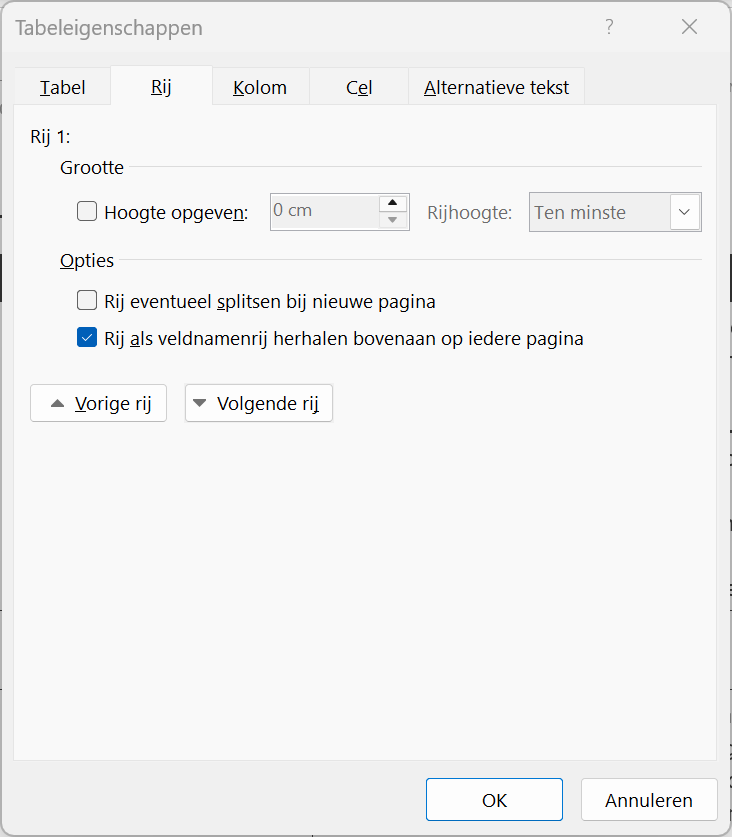 Tabeleigenschappen ?
Tabel Rij Kolom Cel Alternatieve tekst
Rij 1:
Grootte
Hoogte opgeven: 0 cm Rijhoogte: Ten minste
Opties
Rij eventueel splitsen bij nieuwe pagina
Rij als veldnamenrij herhalen bovenaan op iedere pagina
Vorige rij Volgende rij
OK Annuleren